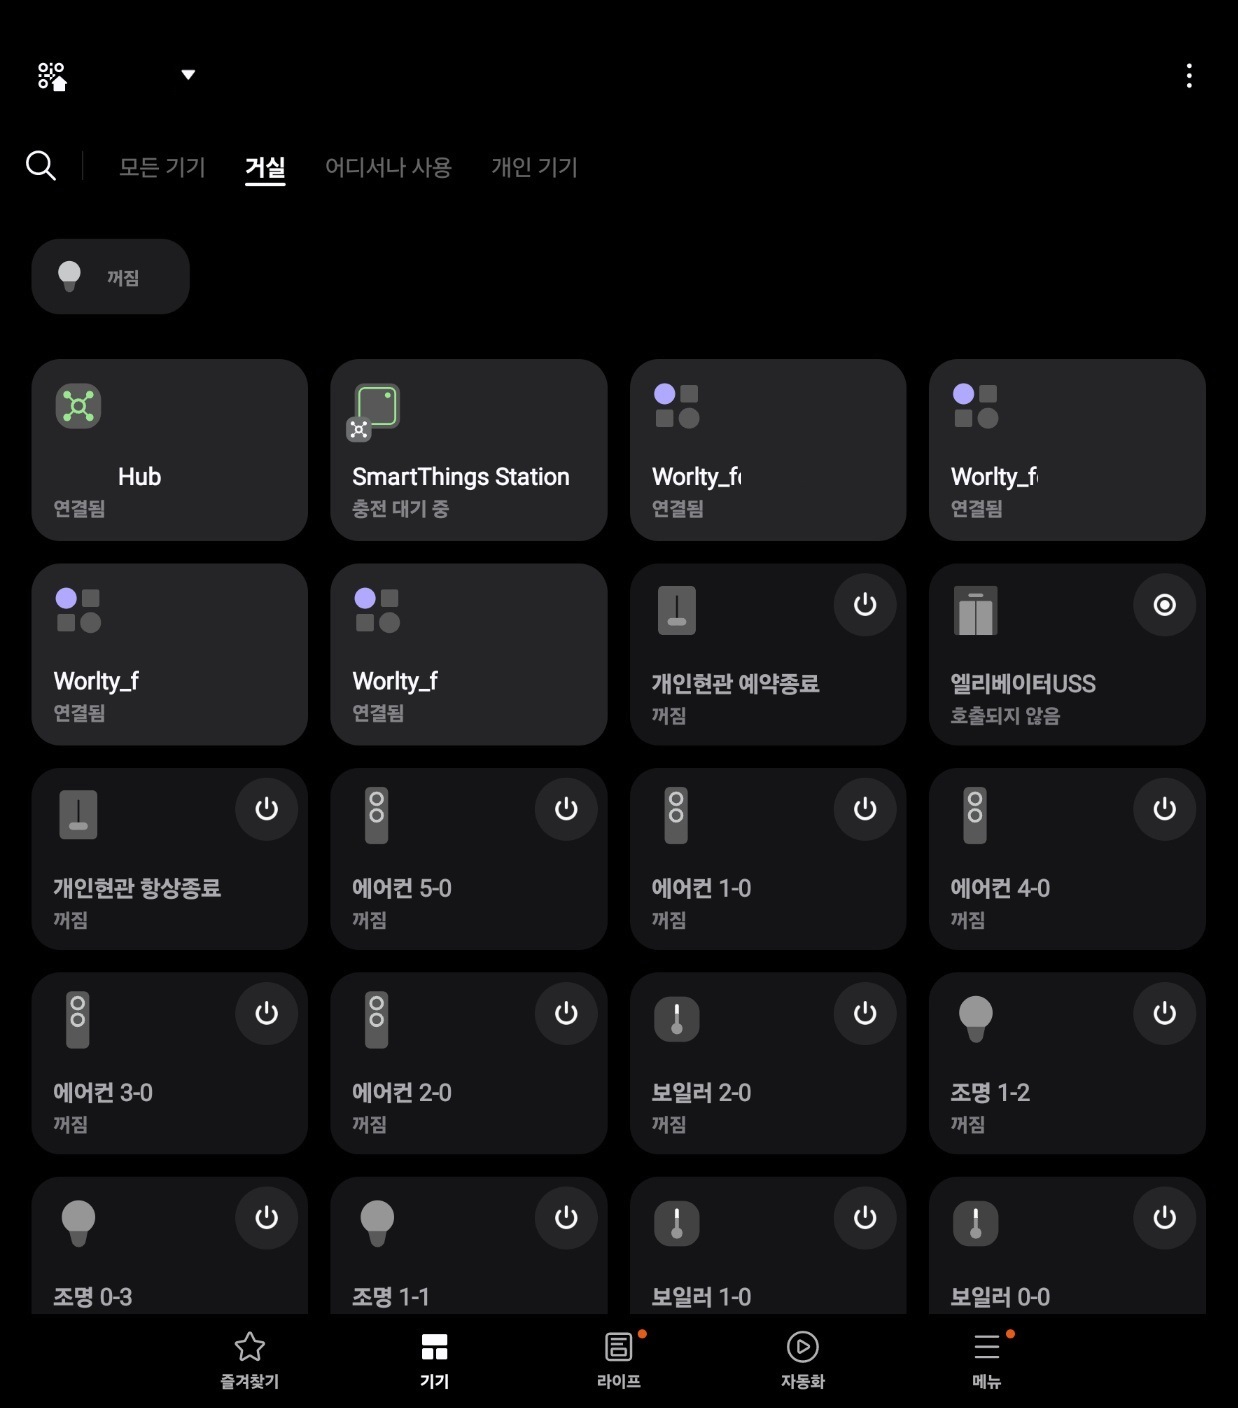 모든 기기 거실 어디서나 사용 개인 기기
꺼짐
Hub
연결됨
SmartThings Station
충전 대기 중
Worlty_f
연결됨
Worlty_f
연결됨
Worlty_f
연결됨
Worlty_f
연결됨
개인현관 예약종료
꺼짐
엘리베이터USS
호출되지 않음
개인현관 항상종료
꺼짐
에어컨 5-0
꺼짐
에어컨 1-0
꺼짐
에어컨 4-0
꺼짐
에어컨 3-0
꺼짐
에어컨 2-0
꺼짐
보일러 2-0
꺼짐
조명 1-2
꺼짐
조명 0-3
조명 1-1
보일러 1-0
보일러 0-0
즐겨찾기 기기 라이프 자동화 메뉴